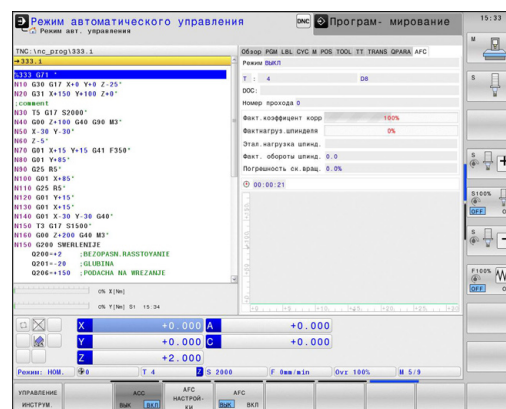 Режим автоматического управления
Режим авт. управления
DNC
Програм- мирование
15:33
TNC:\nc_prog\333.i
→333.i
%333 G71 *
N10 G30 G17 X+0 Y+0 Z-25*
N20 G31 X+150 Y+100 Z+0*
;comment
N30 T5 G17 S2000*
N40 G00 Z+100 G40 G90 M3*
N50 X-30 Y-30*
N60 Z-5*
N70 G01 X+15 Y+15 G41 F350*
N80 G01 Y+85*
N90 G25 R5*
N100 G01 X+85*
N110 G25 R5*
N120 G01 Y+15*
N130 G01 X+15*
N140 G01 X-30 Y-30 G40*
N150 T3 G17 S1500*
N160 G00 Z+200 G40 M3*
N150 G200 SWERLENIJE
Q200=+2 ;BEZOPASN.RASSTOYANIE
Q201=-20 ;GLUBINA
Q206=+150 ;PODACHA NA WREZANJE
0% X[Nm]
0% Y[Nm] S1 15:34
Обзор PGM LBL CYC M POS TOOL TT TRANS QPARA AFC
Режим ВЫКЛ
T : 4 D8
DOC:
Номер прохода 0
Факт.коэффицент корр 100%
Фактнагруз.шпинделя 0%
Этал.нагрузка шпинд.
Факт. обороты шпинд. 0.0
Погрешность ск.вращ. 0.0%
00:00:21
X +0.000 A +0.000
Y +0.000 C +0.000
Z +2.000
Режим: НОМ. 0 T 4 Z S 2000 F 0mm/min Ovr 100% M 5/9
УПРАВЛЕНИЕ ИНСТРУМ.
ACC ВЫК ВКЛ
AFC НАСТРОЙ- КИ
AFC ВЫК ВКЛ
M
S
S
S100%
OFF
S
F100%
OFF